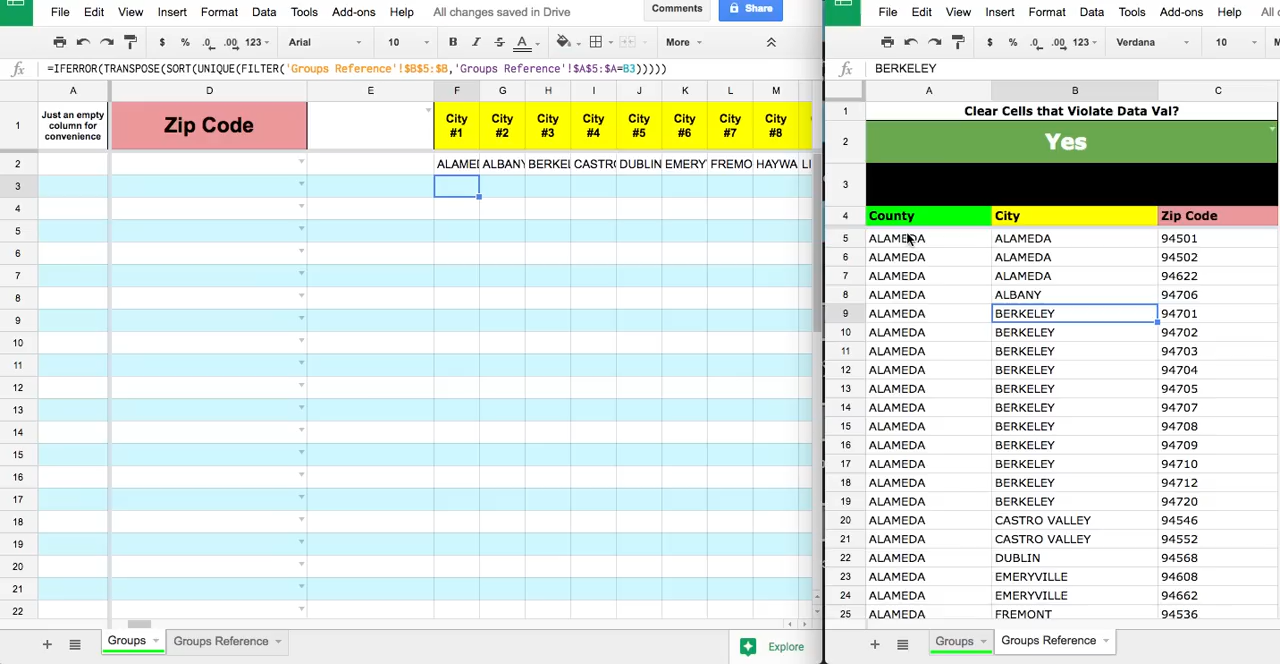 File Edit View Insert Format Data Tools Add-ons Help All changes saved in Drive Comments Share
$ % .0 .00 123 Arial 10 B I S A More
fx =IFERROR(TRANSPOSE(SORT(UNIQUE(FILTER('Groups Reference'!$B$5:$B,'Groups Reference'!$A$5:$A=B3)))))
A D E F G H I J K L M
1 Just an empty column for convenience Zip Code City #1 City #2 City #3 City #4 City #5 City #6 City #7 City #8
2 ALAMEI ALBANY BERKEL CASTRO DUBLIN EMERY FREMO HAYWA LI
3
4
5
6
7
8
9
10
11
12
13
14
15
16
17
18
19
20
21
22
+ Groups Groups Reference Explore
File Edit View Insert Format Data Tools Add-ons Help All c
$ % .0 .00 123 Verdana 10 M
fx BERKELEY
A B C
1 Clear Cells that Violate Data Val?
2 Yes
3
4 County City Zip Code
5 ALAMEDA ALAMEDA 94501
6 ALAMEDA ALAMEDA 94502
7 ALAMEDA ALAMEDA 94622
8 ALAMEDA ALBANY 94706
9 ALAMEDA BERKELEY 94701
10 ALAMEDA BERKELEY 94702
11 ALAMEDA BERKELEY 94703
12 ALAMEDA BERKELEY 94704
13 ALAMEDA BERKELEY 94705
14 ALAMEDA BERKELEY 94707
15 ALAMEDA BERKELEY 94708
16 ALAMEDA BERKELEY 94709
17 ALAMEDA BERKELEY 94710
18 ALAMEDA BERKELEY 94712
19 ALAMEDA BERKELEY 94720
20 ALAMEDA CASTRO VALLEY 94546
21 ALAMEDA CASTRO VALLEY 94552
22 ALAMEDA DUBLIN 94568
23 ALAMEDA EMERYVILLE 94608
24 ALAMEDA EMERYVILLE 94662
25 ALAMEDA FREMONT 94536
+ Groups Groups Reference